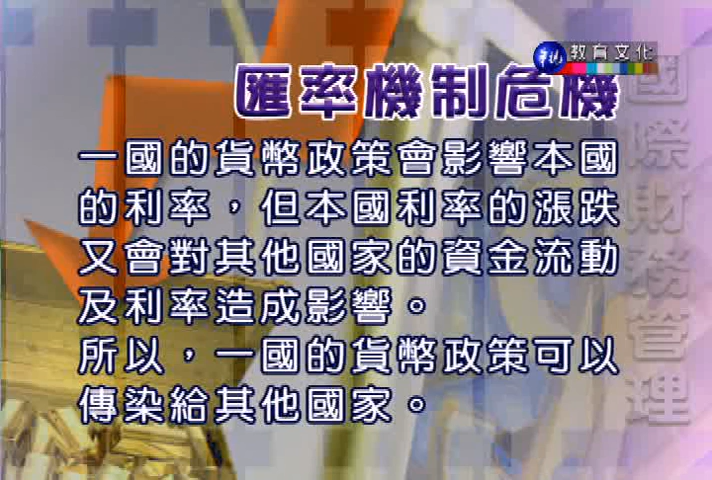 華視 教育文化
匯率機制危機
一國的貨幣政策會影響本國
的利率，但本國利率的漲跌
又會對其他國家的資金流動
及利率造成影響。
所以，一國的貨幣政策可以
傳染給其他國家。
國際財務管理